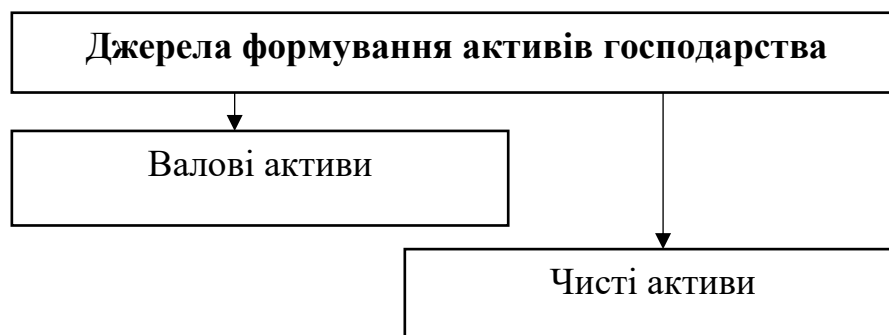 Джерела формування активів господарства
Валові активи
Чисті активи